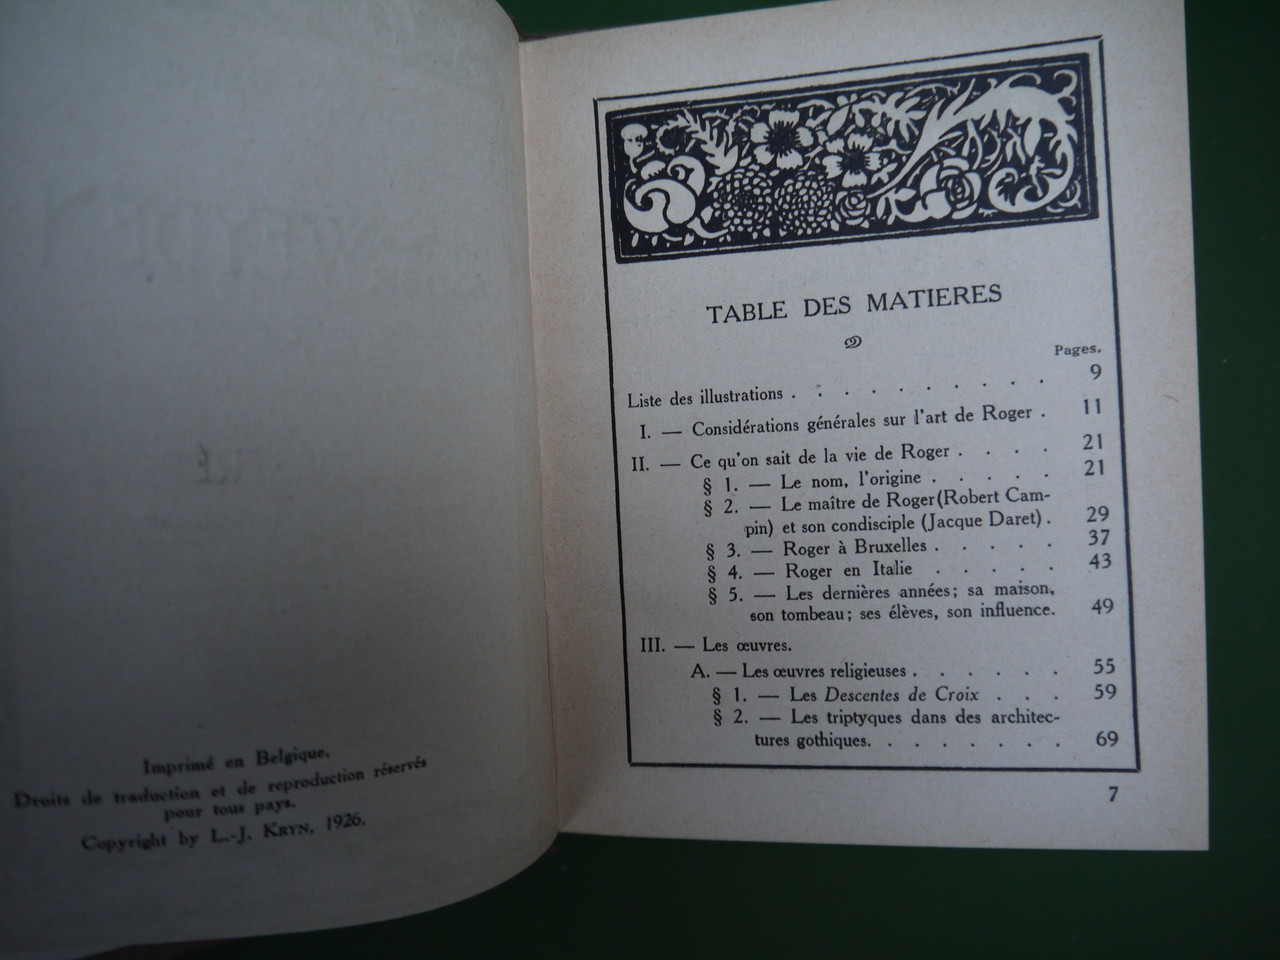 Imprimé en Belgique.
Droits de traduction et de reproduction réservés
pour tous pays.
Copyright by L.-J. KRYN, 1926.
TABLE DES MATIERES
Pages.
Liste des illustrations . . . . . . . . . 9
I. — Considérations générales sur l'art de Roger . 11
II. — Ce qu'on sait de la vie de Roger . . . . 21
§ 1. — Le nom, l'origine . . . . . 21
§ 2. — Le maître de Roger (Robert Cam-
pin) et son condisciple (Jacque Daret) . 29
§ 3. — Roger à Bruxelles . . . . . 37
§ 4. — Roger en Italie . . . . . 43
§ 5. — Les dernières années; sa maison,
son tombeau; ses élèves, son influence. 49
III. — Les œuvres.
A. — Les œuvres religieuses . . . . . . 55
§ 1. — Les Descentes de Croix . . . 59
§ 2. — Les triptyques dans des architec-
tures gothiques. . . . . . . . 69
7